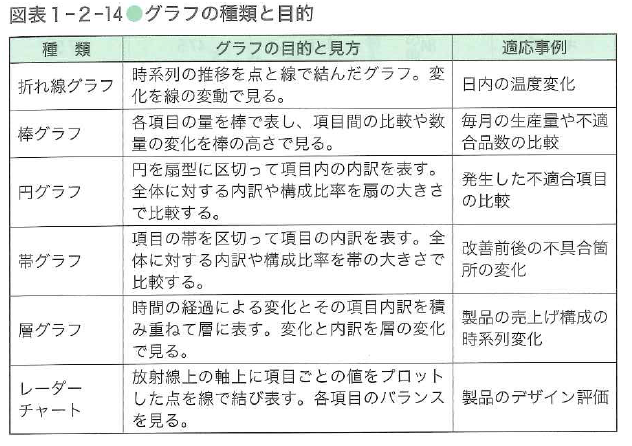 図表1-2-14●グラフの種類と目的
種類 グラフの目的と見方 適応事例
折れ線グラフ
時系列の推移を点と線で結んだグラフ。変
化を線の変動で見る。
日内の温度変化
棒グラフ
各項目の量を棒で表し、項目間の比較や数
量の変化を棒の高さで見る。
毎月の生産量や不適
合品数の比較
円グラフ
円を扇型に区切って項目内の内訳を表す。
全体に対する内訳や構成比率を扇の大きさ
で比較する。
発生した不適合項目
の比較
帯グラフ
項目の帯を区切って項目の内訳を表す。全
体に対する内訳や構成比率を帯の大きさで
比較する。
改善前後の不具合箇
所の変化
層グラフ
時間の経過による変化とその項目内訳を積
み重ねて層に表す。変化と内訳を層の変化
で見る。
製品の売上げ構成の
時系列変化
レーダー
チャート
放射線上の軸上に項目ごとの値をプロット
した点を線で結び表す。各項目のバランス
を見る。
製品のデザイン評価